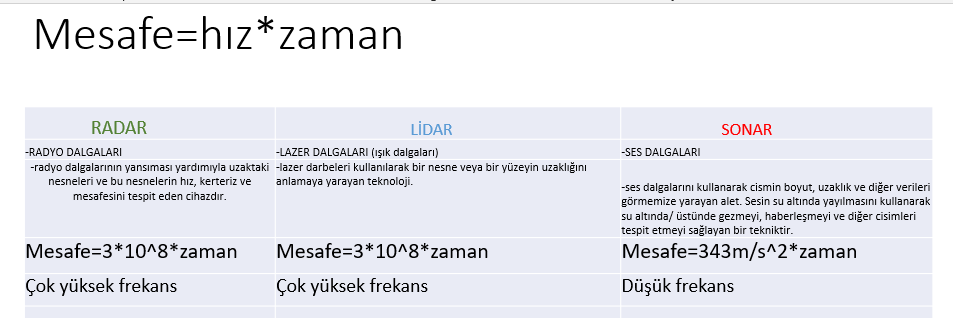 Mesafe=hız*zaman
RADAR
LİDAR
SONAR
-RADYO DALGALARI
-LAZER DALGALARI (ışık dalgaları)
-SES DALGALARI
-radyo dalgalarının yansıması yardımıyla uzaktaki
nesneleri ve bu nesnelerin hız, kerteriz ve
mesafesini tespit eden cihazdır.
-lazer darbeleri kullanılarak bir nesne veya bir yüzeyin uzaklığını
anlamaya yarayan teknoloji.
-ses dalgalarını kullanarak cismin boyut, uzaklık ve diğer verileri
görmemize yarayan alet. Sesin su altında yayılmasını kullanarak
su altında/ üstünde gezmeyi, haberleşmeyi ve diğer cisimleri
tespit etmeyi sağlayan bir tekniktir.
Mesafe=3*10^8*zaman
Mesafe=3*10^8*zaman
Mesafe=343m/s^2*zaman
Çok yüksek frekans
Çok yüksek frekans
Düşük frekans